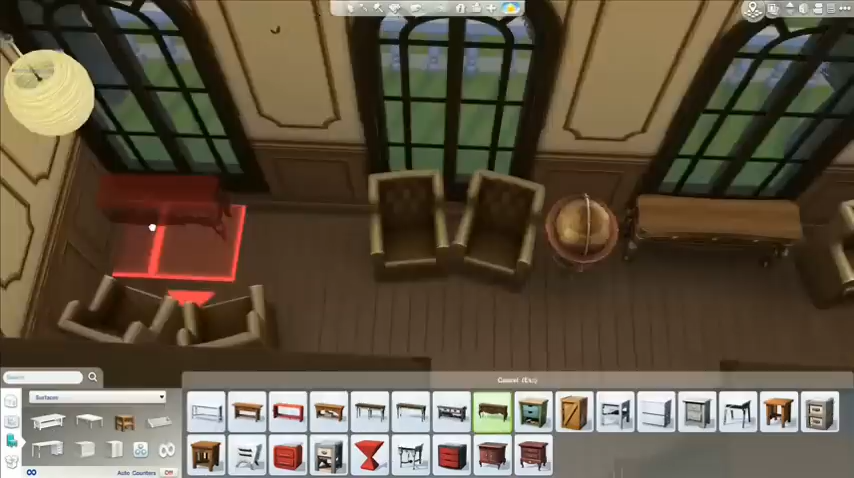 Cancel (Esc)
Search
Surfaces
Auto Counters
Off